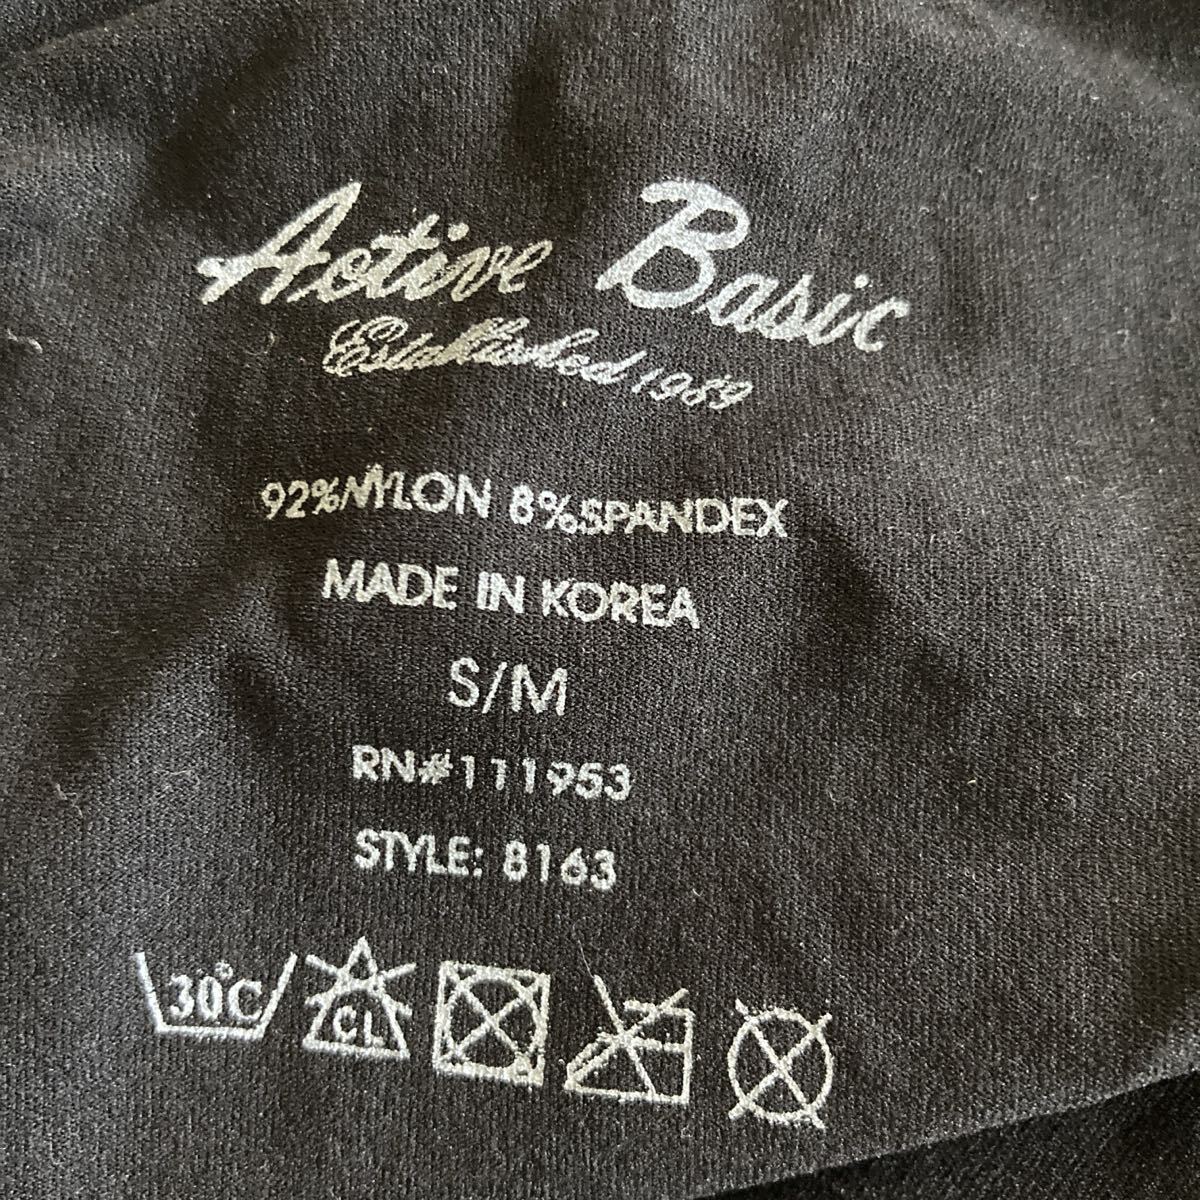 Active Basic
Established 1989
92%NYLON 8%SPANDEX
MADE IN KOREA
S/M
RN#111953
STYLE: 8163
30°C CL